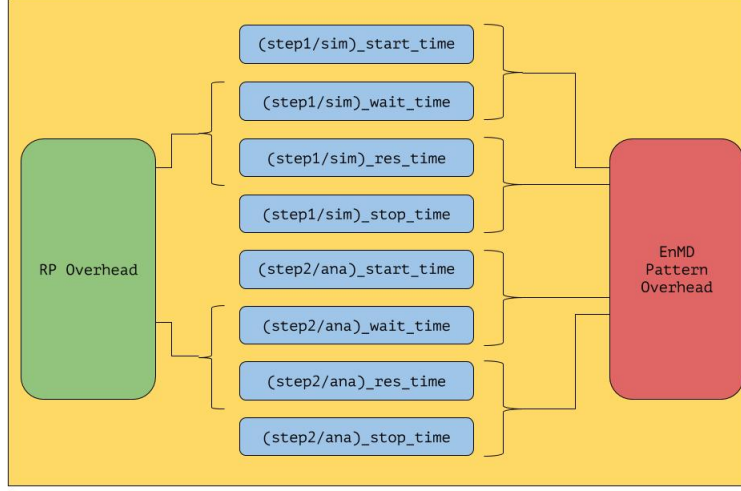 (step1/sim)_start_time
(step1/sim)_wait_time
(step1/sim)_res_time
(step1/sim)_stop_time
RP Overhead
(step2/ana)_start_time
(step2/ana)_wait_time
(step2/ana)_res_time
(step2/ana)_stop_time
EnMD
Pattern
Overhead